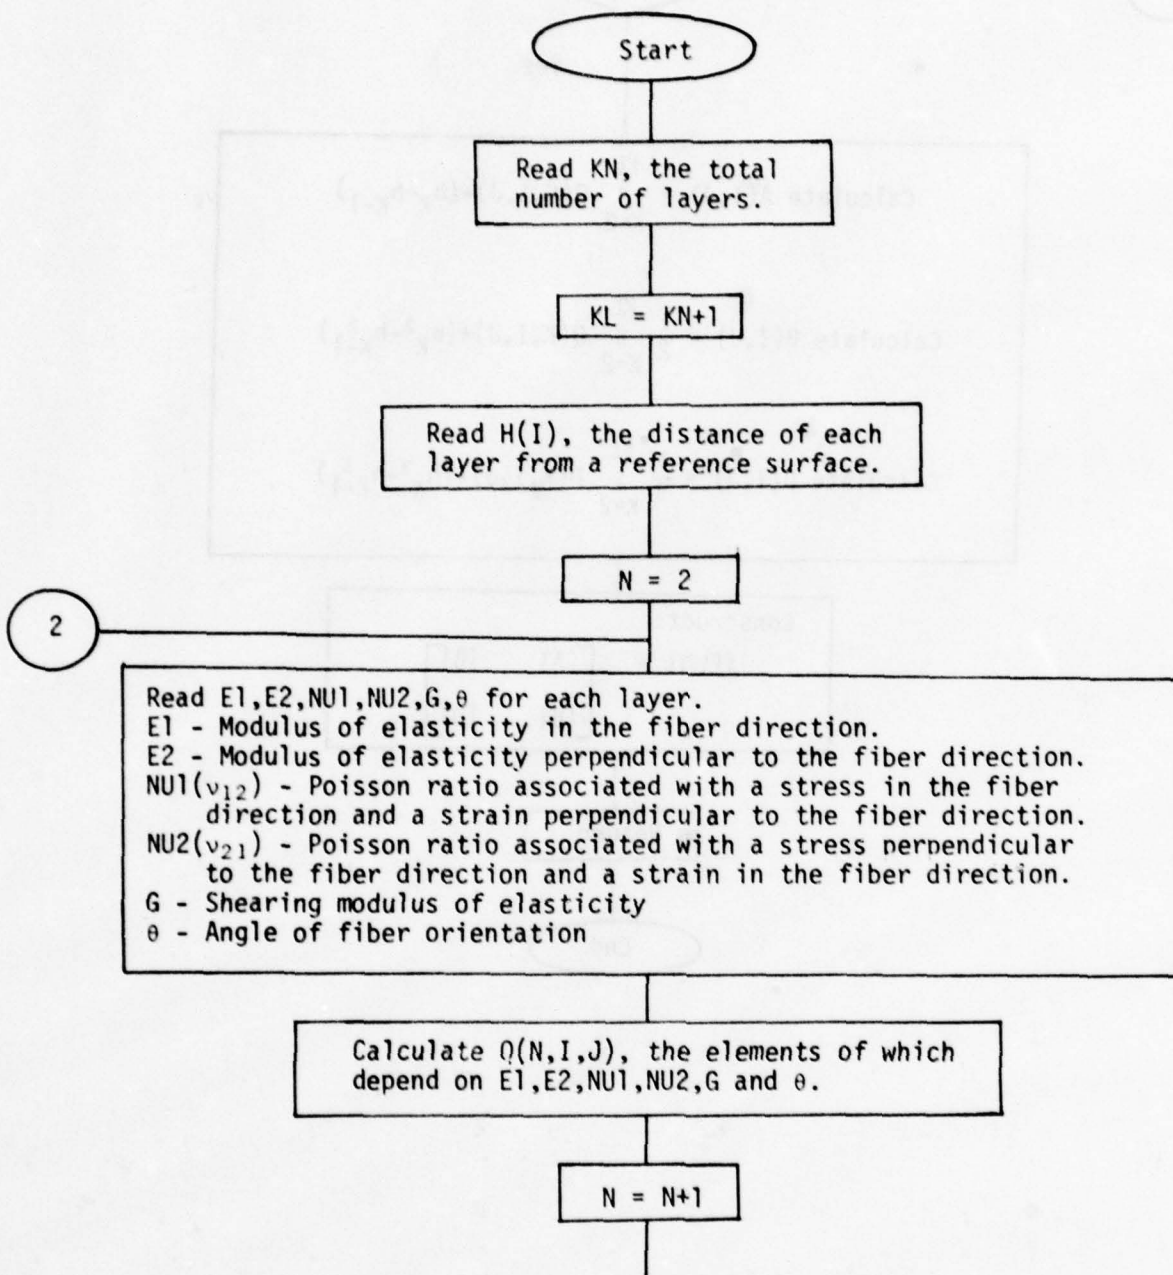 Start
Read KN, the total
number of layers.
KL = KN+1
Read H(I), the distance of each
layer from a reference surface.
N = 2
2
Read E1,E2,NU1,NU2,G,θ for each layer.
E1 - Modulus of elasticity in the fiber direction.
E2 - Modulus of elasticity perpendicular to the fiber direction.
NU1(ν₁₂) - Poisson ratio associated with a stress in the fiber
direction and a strain perpendicular to the fiber direction.
NU2(ν₂₁) - Poisson ratio associated with a stress perpendicular
to the fiber direction and a strain in the fiber direction.
G - Shearing modulus of elasticity
θ - Angle of fiber orientation
Calculate Q(N,I,J), the elements of which
depend on E1,E2,NU1,NU2,G and θ.
N = N+1